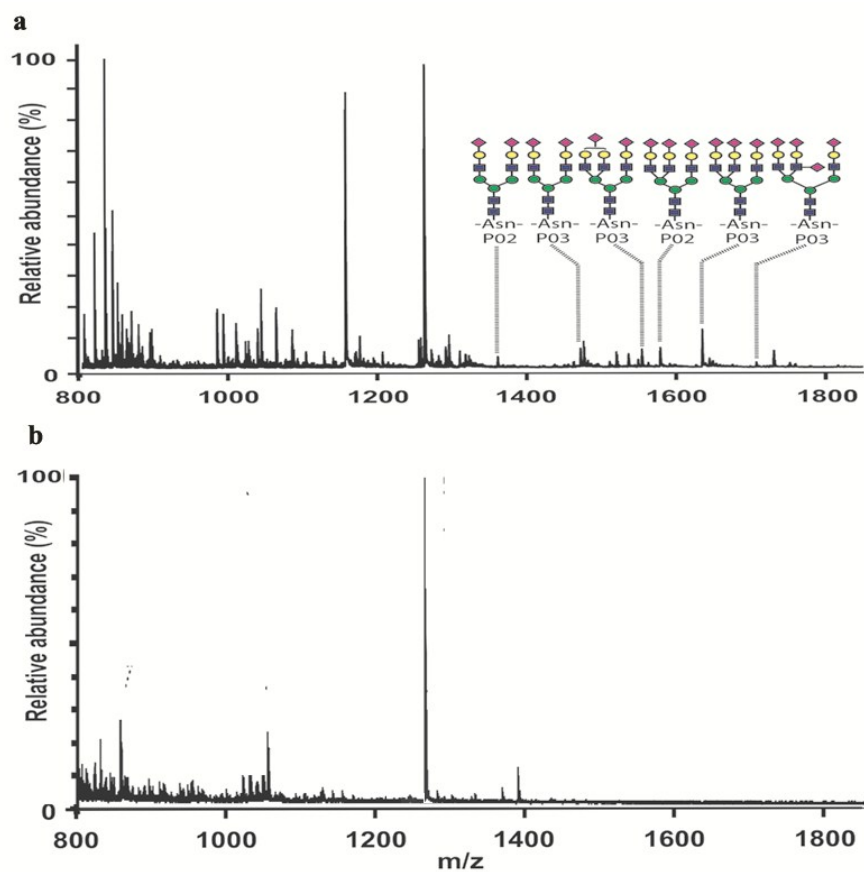 a
Relative abundance (%)
100
0
-Asn- -Asn- -Asn- -Asn- -Asn- -Asn-
P02 P03 P03 P02 P03 P03
800 1000 1200 1400 1600 1800
b
Relative abundance (%)
100
0
800 1000 1200 1400 1600 1800
m/z